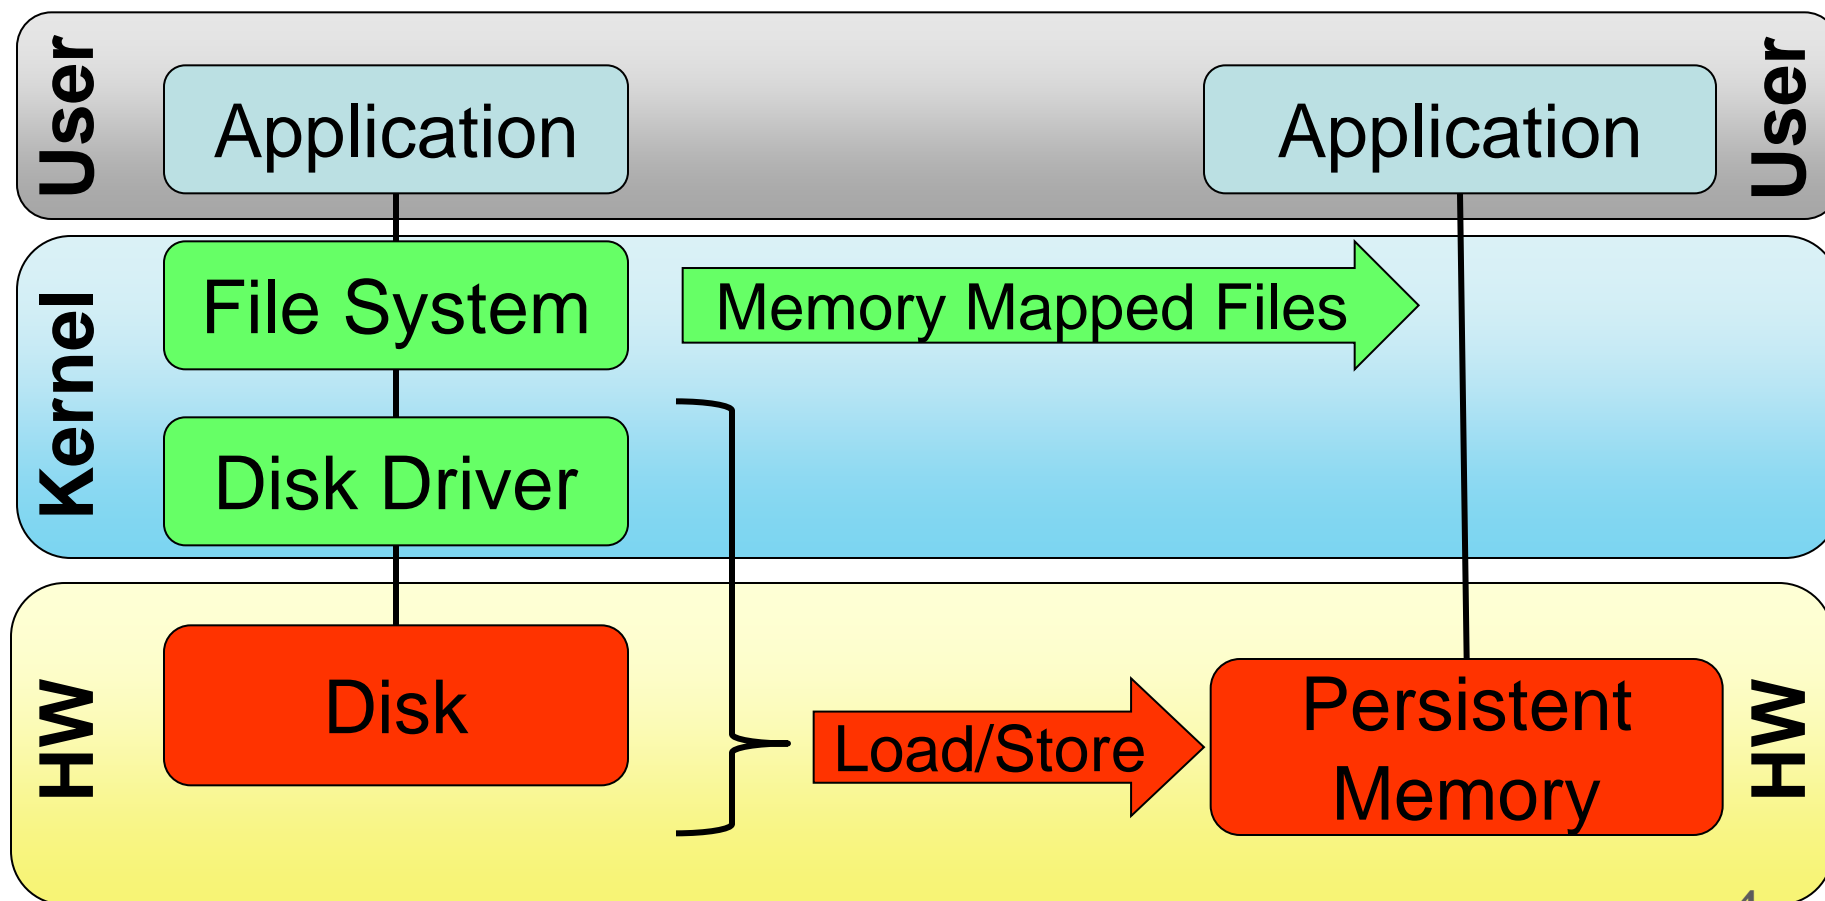 User
Application
Application
User
Kernel
File System
Memory Mapped Files
Disk Driver
HW
Disk
Load/Store
Persistent
Memory
HW